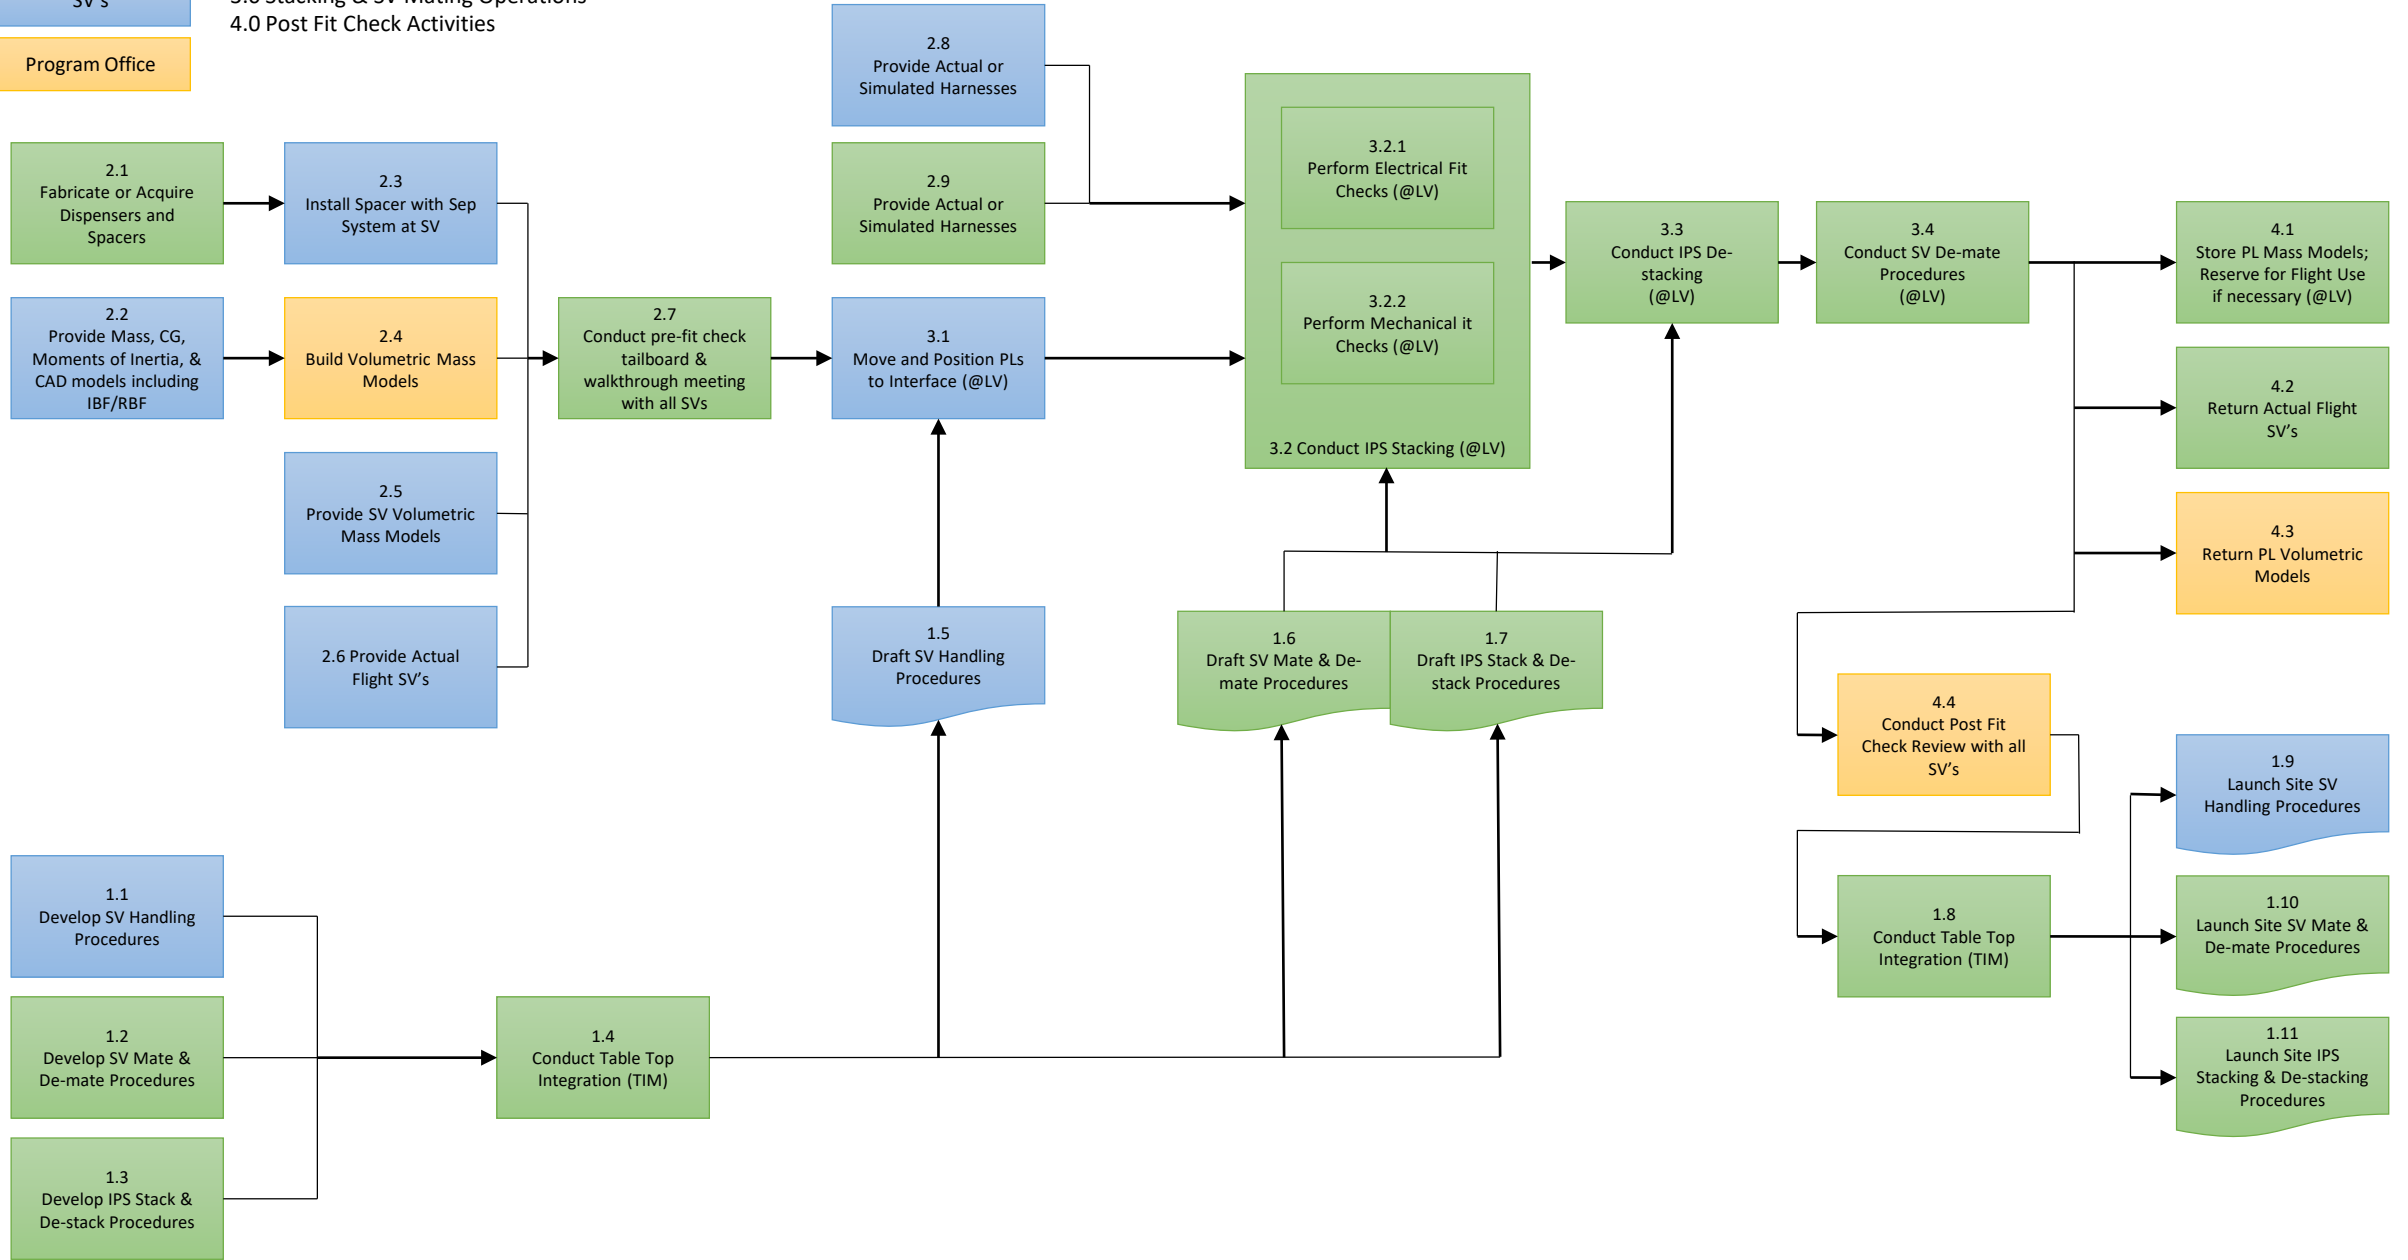 SV's
3.0 Stacking & SV Mating Operations
4.0 Post Fit Check Activities
Program Office
2.8
Provide Actual or
Simulated Harnesses
2.1
Fabricate or Acquire
Dispensers and
Spacers
2.3
Install Spacer with Sep
System at SV
2.9
Provide Actual or
Simulated Harnesses
3.2.1
Perform Electrical Fit
Checks (@LV)
3.2.2
Perform Mechanical it
Checks (@LV)
3.2 Conduct IPS Stacking (@LV)
3.3
Conduct IPS De-
stacking
(@LV)
3.4
Conduct SV De-mate
Procedures
(@LV)
4.1
Store PL Mass Models;
Reserve for Flight Use
if necessary (@LV)
2.2
Provide Mass, CG,
Moments of Inertia, &
CAD models including
IBF/RBF
2.4
Build Volumetric Mass
Models
2.7
Conduct pre-fit check
tailboard &
walkthrough meeting
with all SVs
3.1
Move and Position PLs
to Interface (@LV)
4.2
Return Actual Flight
SV’s
2.5
Provide SV Volumetric
Mass Models
4.3
Return PL Volumetric
Models
2.6 Provide Actual
Flight SV’s
1.5
Draft SV Handling
Procedures
1.6
Draft SV Mate & De-
mate Procedures
1.7
Draft IPS Stack & De-
stack Procedures
4.4
Conduct Post Fit
Check Review with all
SV’s
1.9
Launch Site SV
Handling Procedures
1.1
Develop SV Handling
Procedures
1.8
Conduct Table Top
Integration (TIM)
1.10
Launch Site SV Mate &
De-mate Procedures
1.2
Develop SV Mate &
De-mate Procedures
1.4
Conduct Table Top
Integration (TIM)
1.11
Launch Site IPS
Stacking & De-stacking
Procedures
1.3
Develop IPS Stack &
De-stack Procedures